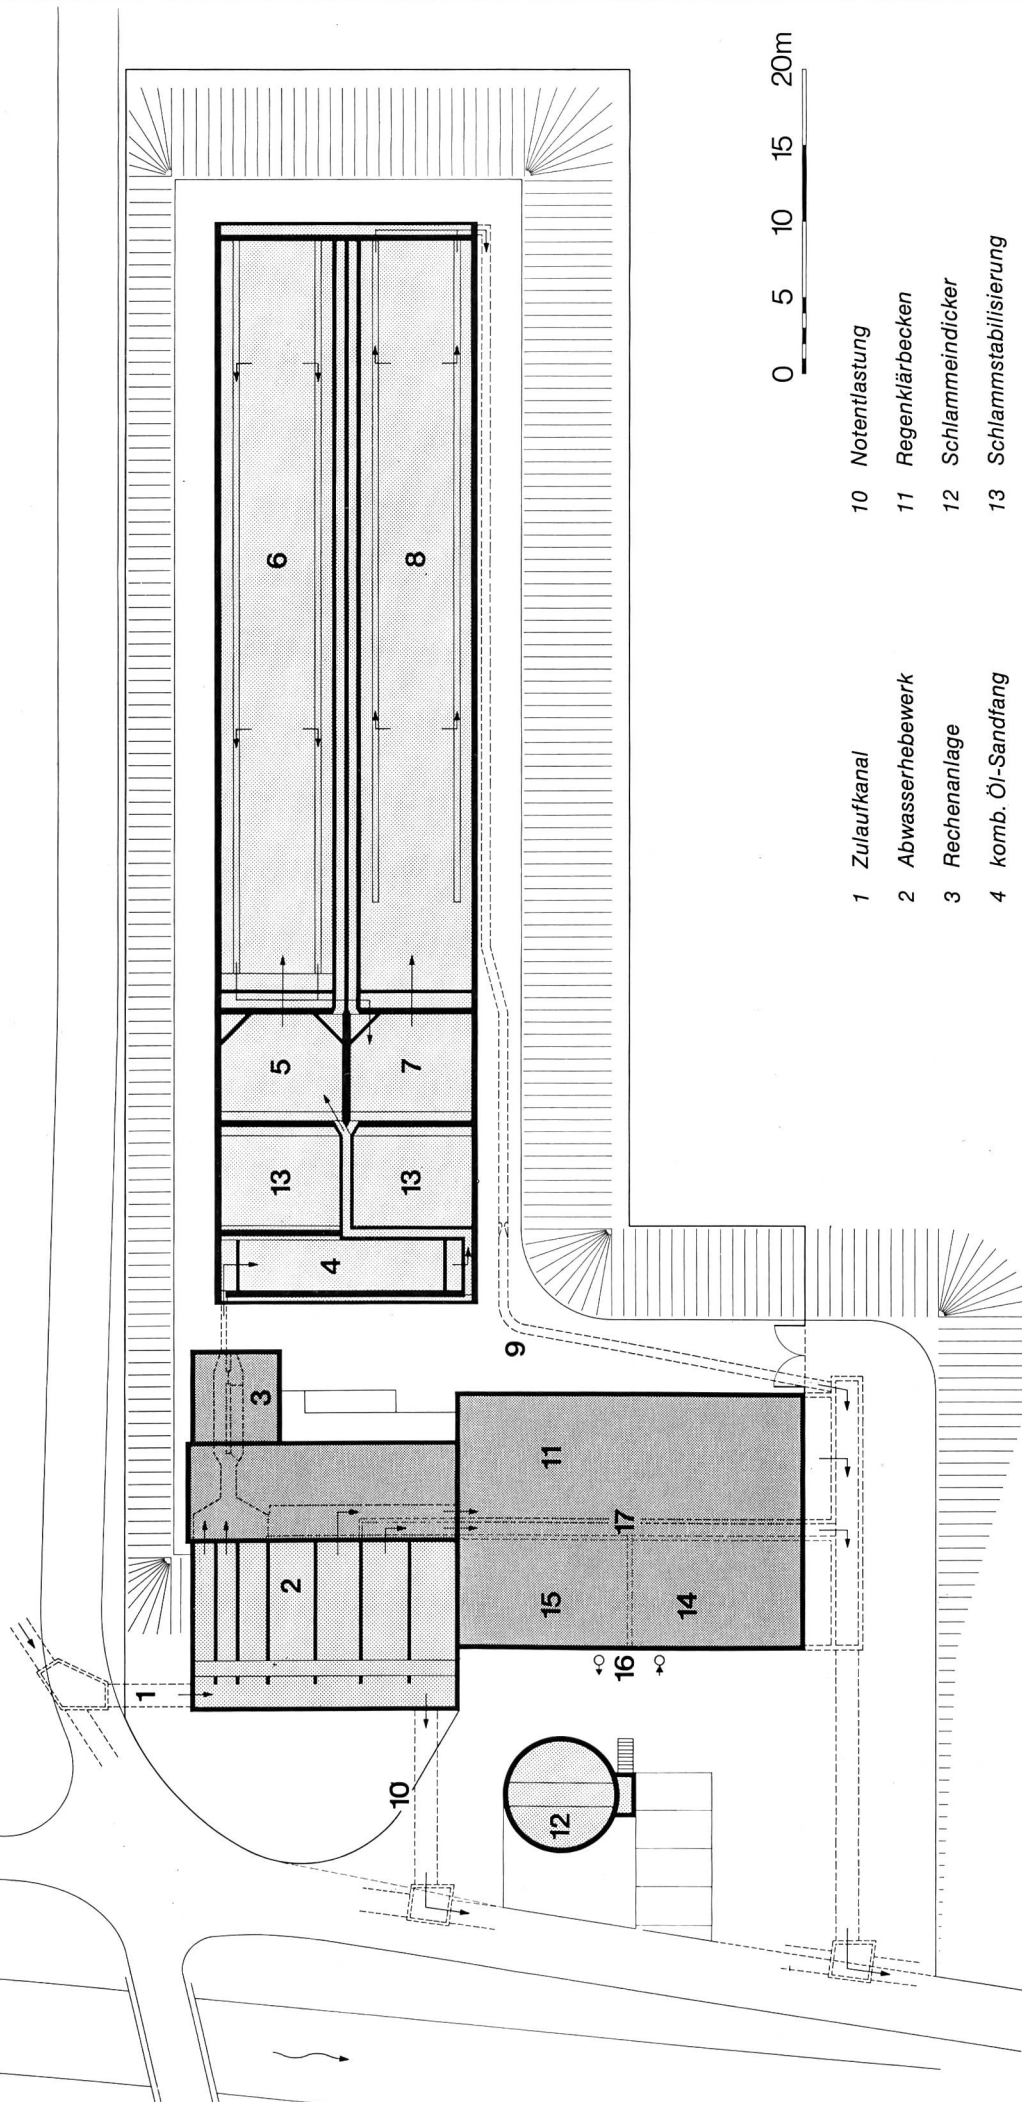 1
2
3
4
5
6
7
8
9
10
11
12
13
13
14
15
16
17
0 5 10 15 20m
1 Zulaufkanal
2 Abwasserhebewerk
3 Rechenanlage
4 komb. Öl-Sandfang
10 Notentlastung
11 Regenklärbecken
12 Schlammeindicker
13 Schlammstabilisierung